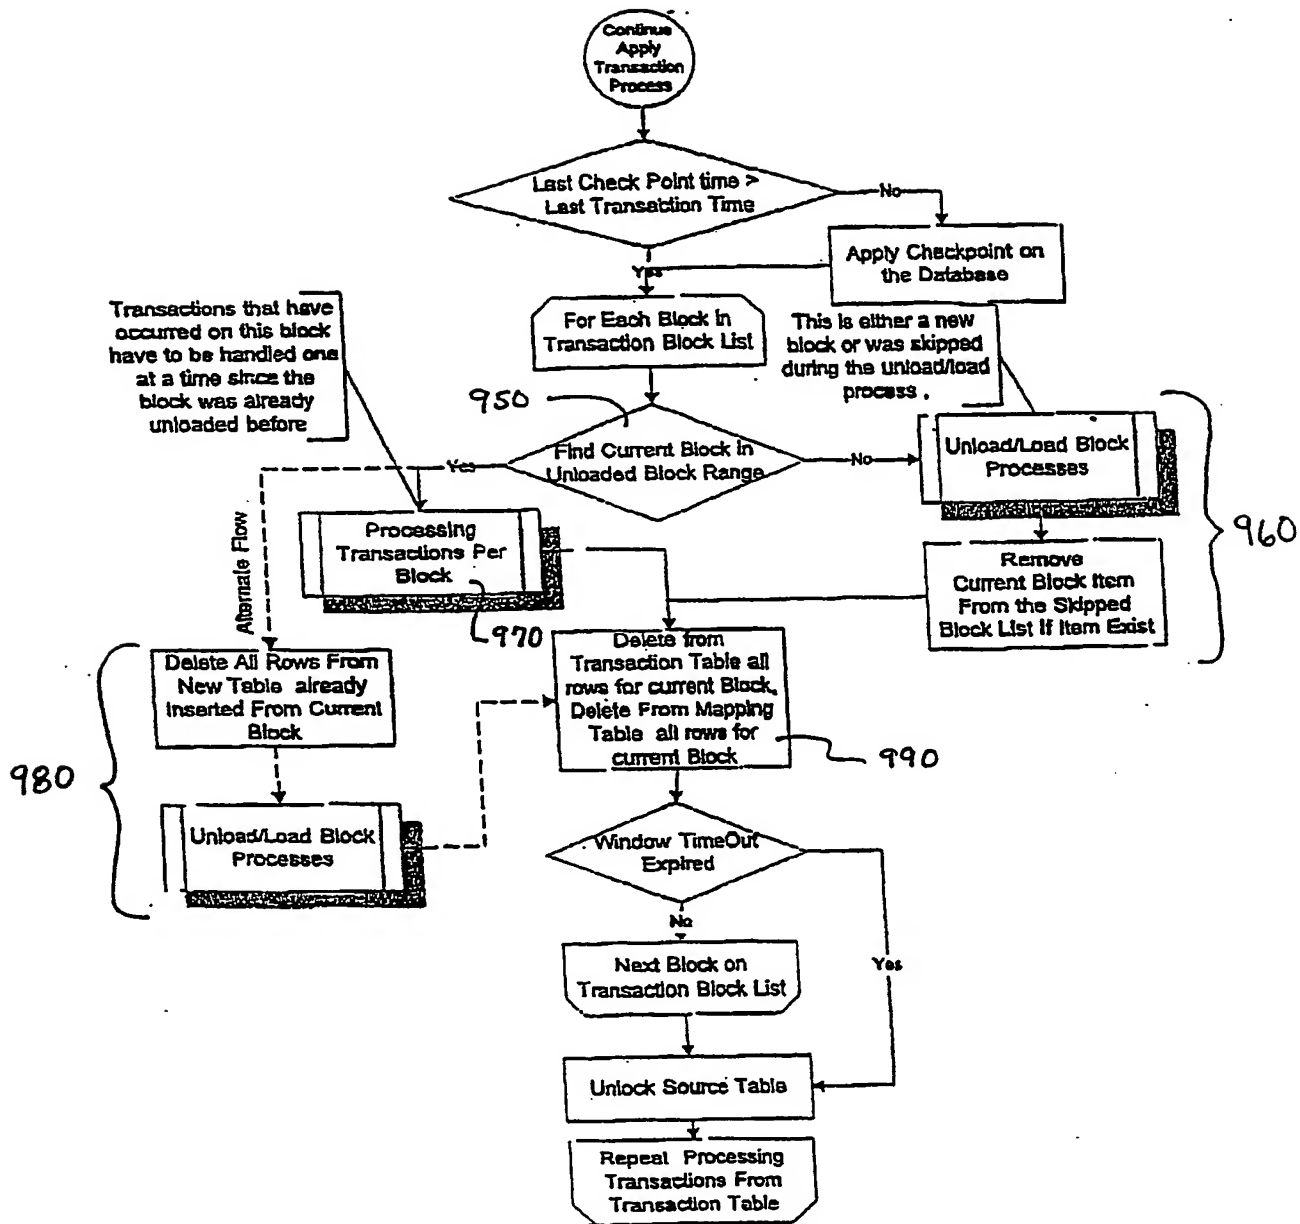 Continue
Apply
Transaction
Process
Last Check Point time >
Last Transaction Time
No
Apply Checkpoint on
the Database
Yes
For Each Block in
Transaction Block List
Transactions that have
occurred on this block
have to be handled one
at a time since the
block was already
unloaded before
This is either a new
block or was skipped
during the unload/load
process .
950
Find Current Block in
Unloaded Block Range
Yes
No
Unload/Load Block
Processes
960
Remove
Current Block Item
From the Skipped
Block List If Item Exist
Alternate Flow
Processing
Transactions Per
Block
970
Delete All Rows From
New Table already
Inserted From Current
Block
980
Unload/Load Block
Processes
Delete from
Transaction Table all
rows for current Block.
Delete From Mapping
Table all rows for
current Block
990
Window TimeOut
Expired
No
Yes
Next Block on
Transaction Block List
Unlock Source Table
Repeat Processing
Transactions From
Transaction Table